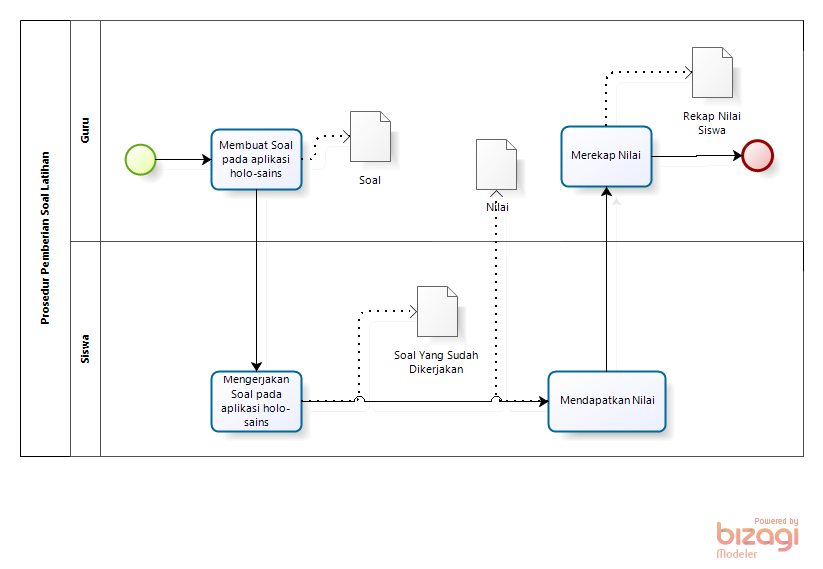 Prosedur Pemberian Soal Latihan
Guru
Membuat Soal
pada aplikasi
holo-sains
Soal
Nilai
Merekap Nilai
Rekap Nilai
Siswa
Siswa
Mengerjakan
Soal pada
aplikasi holo-
sains
Soal Yang Sudah
Dikerjakan
Mendapatkan Nilai
Powered by
bizagi
Modeler